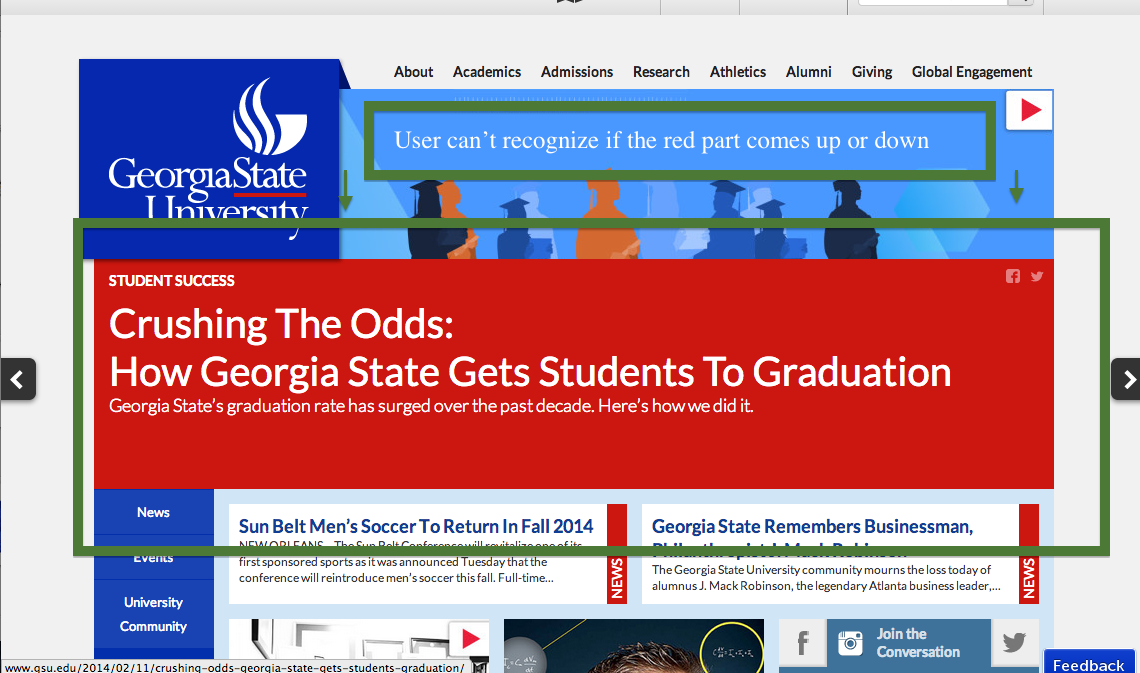 About Academics Admissions Research Athletics Alumni Giving Global Engagement
GeorgiaState
University
User can't recognize if the red part comes up or down
STUDENT SUCCESS
Crushing The Odds:
How Georgia State Gets Students To Graduation
Georgia State's graduation rate has surged over the past decade. Here's how we did it.
News
Events
University
Community
Sun Belt Men's Soccer To Return In Fall 2014
NEW ORLEANS – The Sun Belt Conference will revitalize one of its
first sponsored sports as it was announced Tuesday that the
conference will reintroduce men's soccer this fall. Full-time...
NEWS
Georgia State Remembers Businessman,
Philanthropist J. Mack Robinson
The Georgia State University community mourns the loss today of
alumnus J. Mack Robinson, the legendary Atlanta business leader,...
NEWS
Join the
Conversation
www.gsu.edu/2014/02/11/crushing-odds-georgia-state-gets-students-graduation/
Feedback